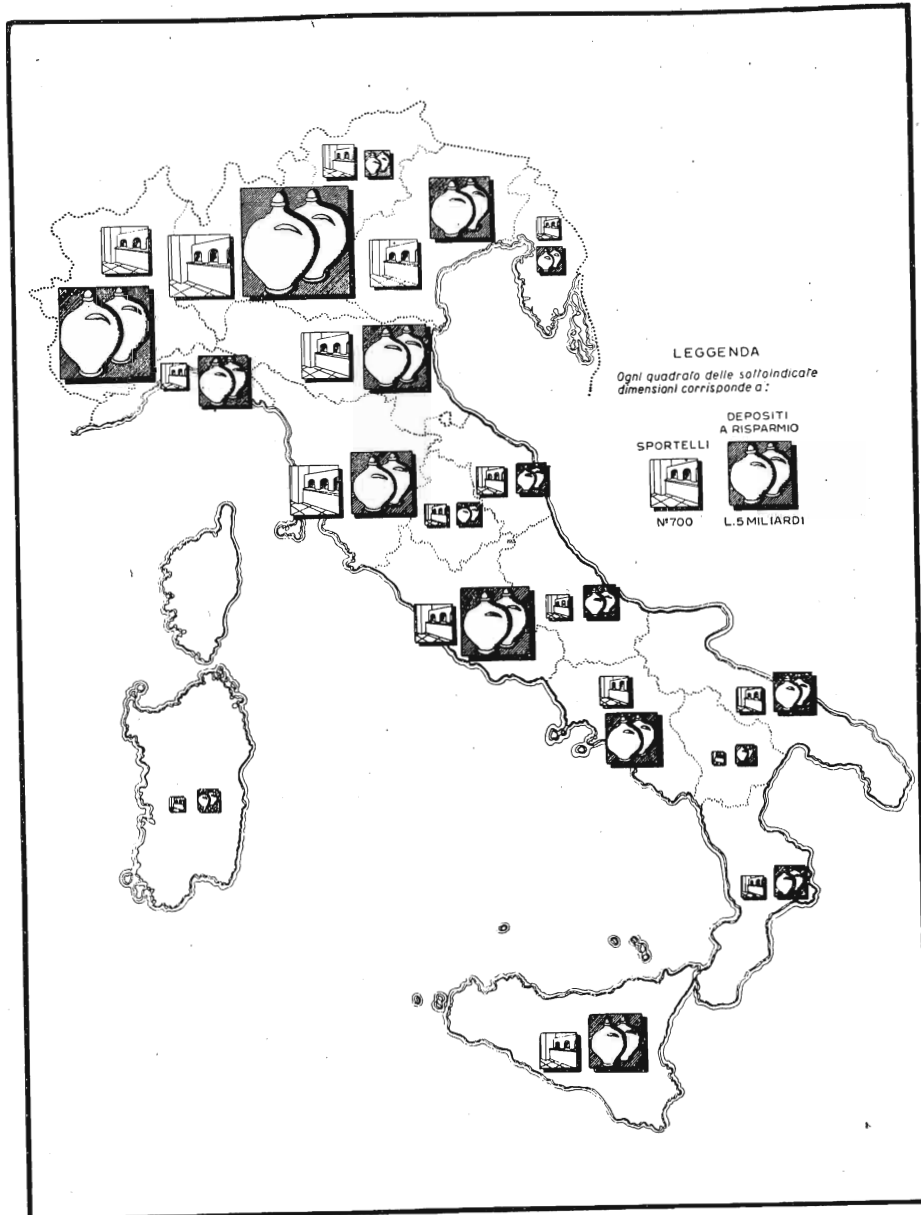 LEGGENDA
Ogni quadrato delle sottoindicate
dimensioni corrisponde a:
SPORTELLI
N° 700
DEPOSITI
A RISPARMIO
L. 5 MILIARDI